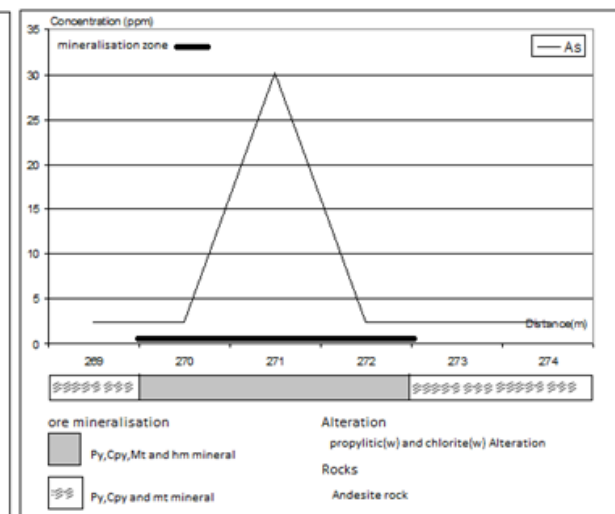 Concentration (ppm)
35
mineralisation zone
As
30
25
20
15
10
5
Distance(m)
0
269 270 271 272 273 274
ore mineralisation
Py,Cpy,Mt and hm mineral
Py,Cpy and mt mineral
Alteration
propylitic(w) and chlorite(w) Alteration
Rocks
Andesite rock